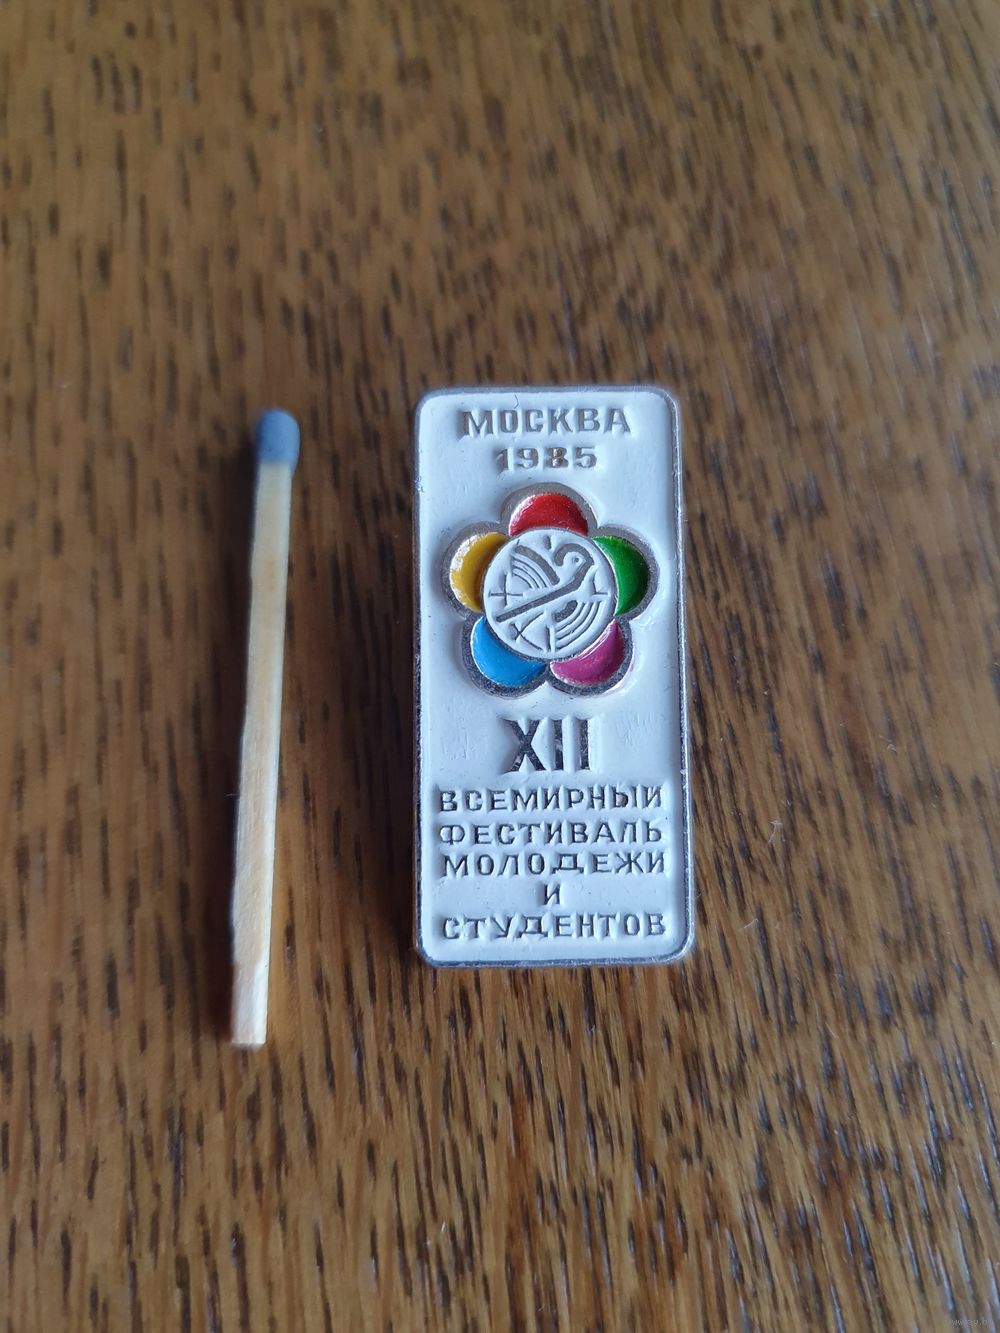 МОСКВА
1985
XII
ВСЕМИРНЫЙ
ФЕСТИВАЛЬ
МОЛОДЕЖИ
И
СТУДЕНТОВ